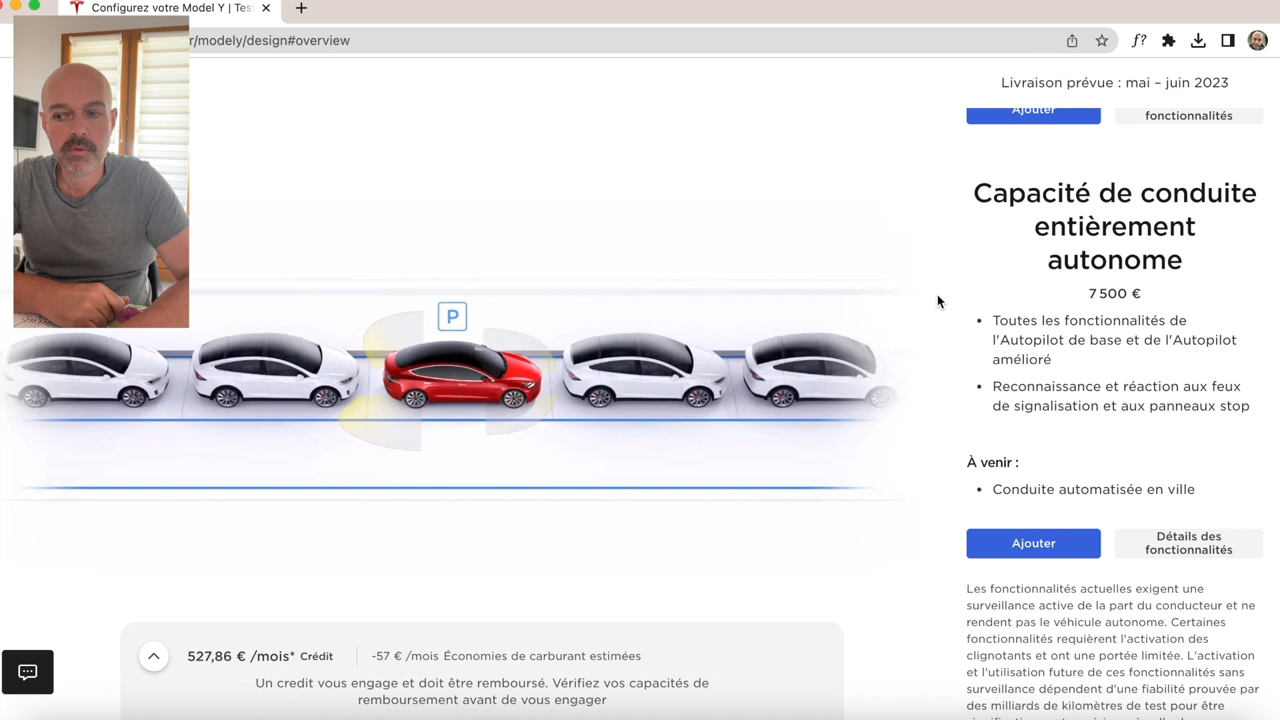 Configurez votre Model Y | Tes
r/modely/design#overview
f?
Livraison prévue : mai – juin 2023
Ajouter
fonctionnalités
Capacité de conduite
entièrement
autonome
7 500 €
• Toutes les fonctionnalités de
l'Autopilot de base et de l'Autopilot
amélioré
• Reconnaissance et réaction aux feux
de signalisation et aux panneaux stop
À venir :
• Conduite automatisée en ville
Ajouter
Détails des
fonctionnalités
Les fonctionnalités actuelles exigent une
surveillance active de la part du conducteur et ne
rendent pas le véhicule autonome. Certaines
fonctionnalités requièrent l'activation des
clignotants et ont une portée limitée. L'activation
et l'utilisation future de ces fonctionnalités sans
surveillance dépendent d'une fiabilité prouvée par
des milliards de kilomètres de test pour être
P
527,86 € /mois* Crédit
-57 € /mois Économies de carburant estimées
Un credit vous engage et doit être remboursé. Vérifiez vos capacités de
remboursement avant de vous engager